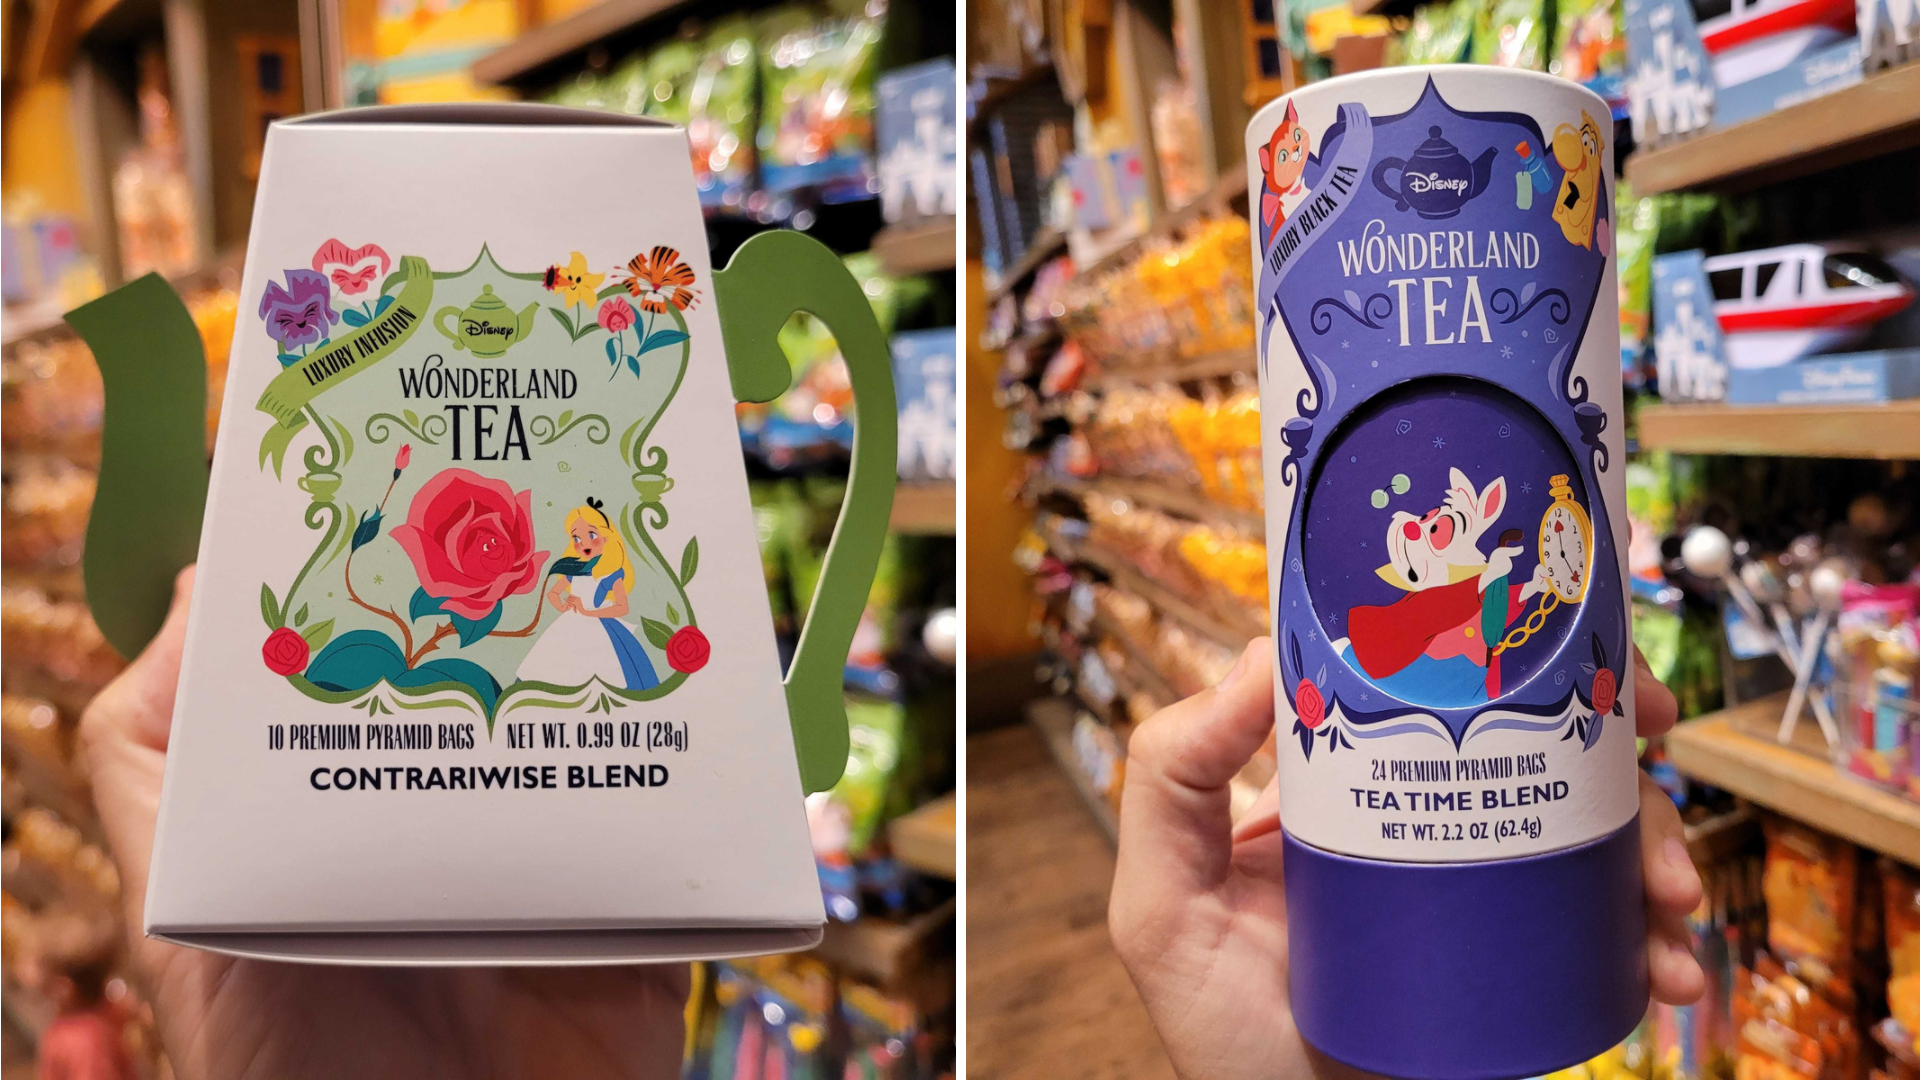 LUXURY INFUSION
Disney
WONDERLAND
TEA
10 PREMIUM PYRAMID BAGS NET WT. 0.99 OZ (28g)
CONTRARIWISE BLEND
LUXURY BLACK TEA
Disney
WONDERLAND
TEA
24 PREMIUM PYRAMID BAGS
TEA TIME BLEND
NET WT. 2.2 OZ (62.4g)